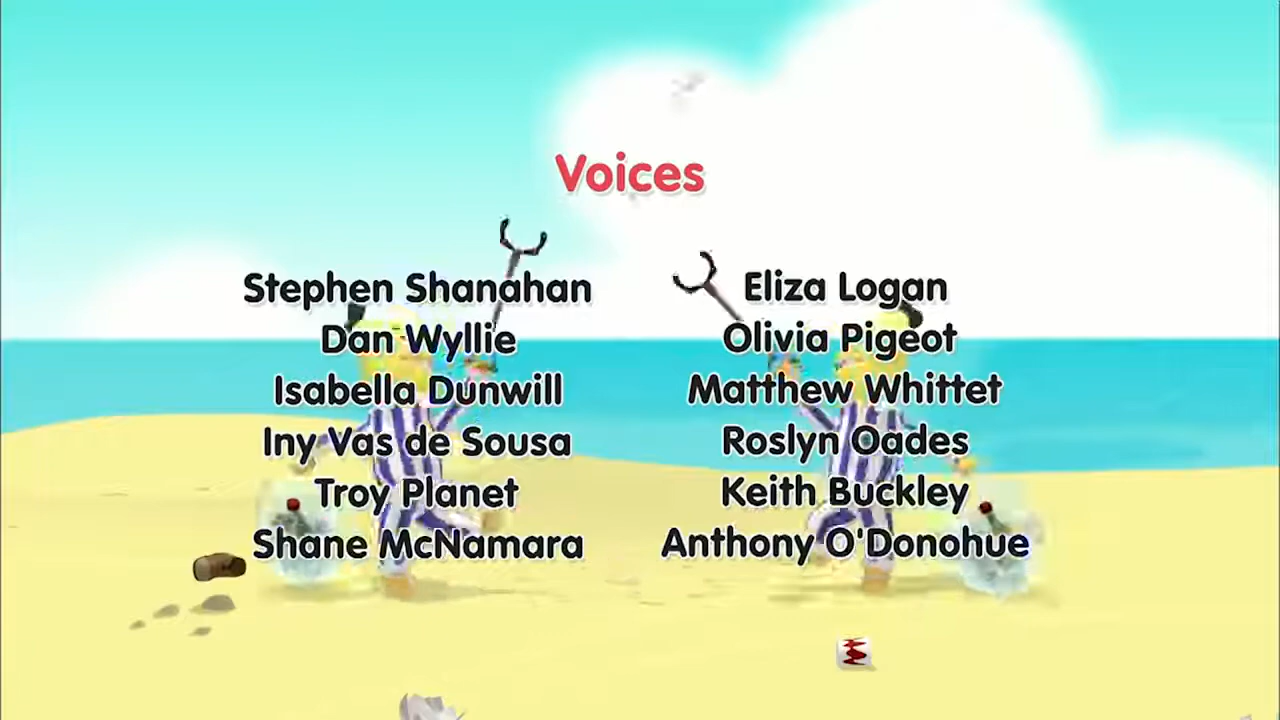 Voices
Stephen Shanahan
Dan Wyllie
Isabella Dunwill
Iny Vas de Sousa
Troy Planet
Shane McNamara
Eliza Logan
Olivia Pigeot
Matthew Whittet
Roslyn Oades
Keith Buckley
Anthony O'Donohue